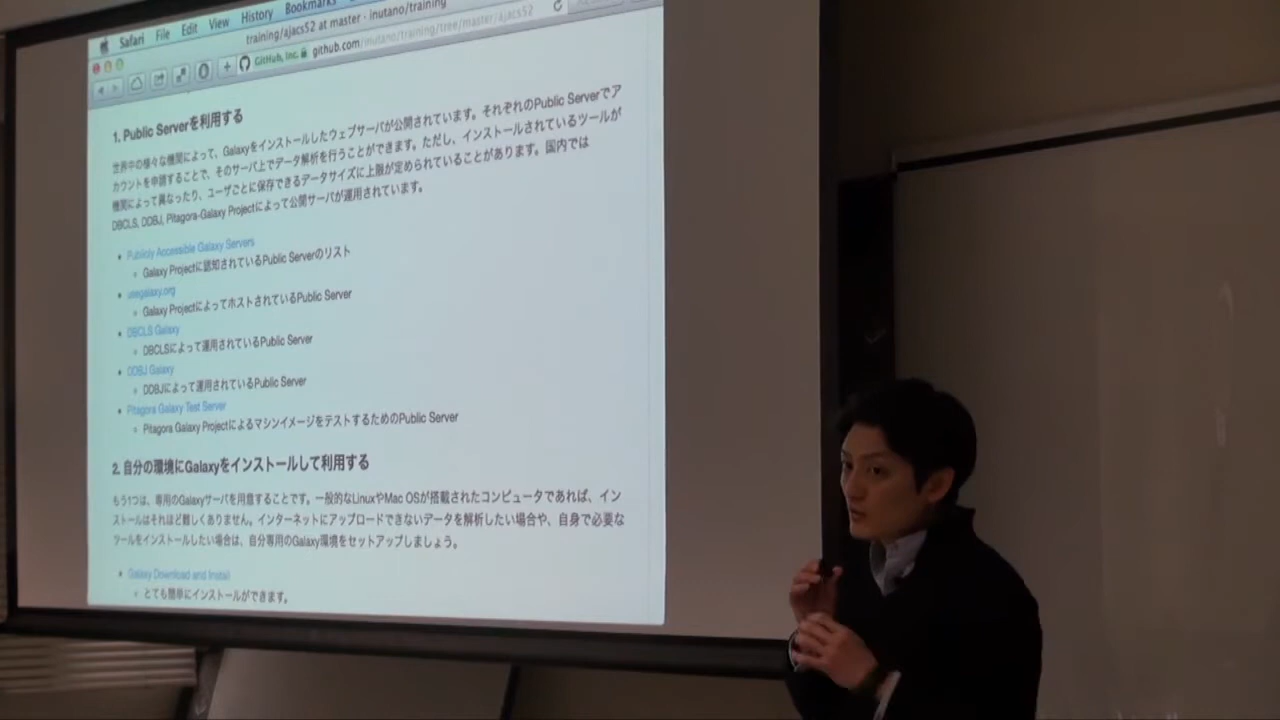 Safari File Edit View History Bookmarks
training/ajacs52 at master · inutano/training
GitHub, Inc. github.com/inutano/training/tree/master/ajacs52
1. Public Serverを利用する
世界中の様々な機関によって、Galaxyをインストールしたウェブサーバが公開されています。それぞれのPublic Serverでア
カウントを申請することで、そのサーバ上でデータ解析を行うことができます。ただし、インストールされているツールが
機関によって異なったり、ユーザごとに保存できるデータサイズに上限が定められていることがあります。国内では
DBCLS, DDBJ, Pitagora-Galaxy Projectによって公開サーバが運用されています。
Publicly Accessible Galaxy Servers
Galaxy Projectに認知されているPublic Serverのリスト
usegalaxy.org
Galaxy ProjectによってホストされているPublic Server
DBCLS Galaxy
DBCLSによって運用されているPublic Server
DDBJ Galaxy
DDBJによって運用されているPublic Server
Pitagora Galaxy Test Server
Pitagora Galaxy ProjectによるマシンイメージをテストするためのPublic Server
2. 自分の環境にGalaxyをインストールして利用する
もう1つは、専用のGalaxyサーバを用意することです。一般的なLinuxやMac OSが搭載されたコンピュータであれば、イン
ストールはそれほど難しくありません。インターネットにアップロードできないデータを解析したい場合や、自身で必要な
ツールをインストールしたい場合は、自分専用のGalaxy環境をセットアップしましょう。
Galaxy Download and Install
とても簡単にインストールができます。